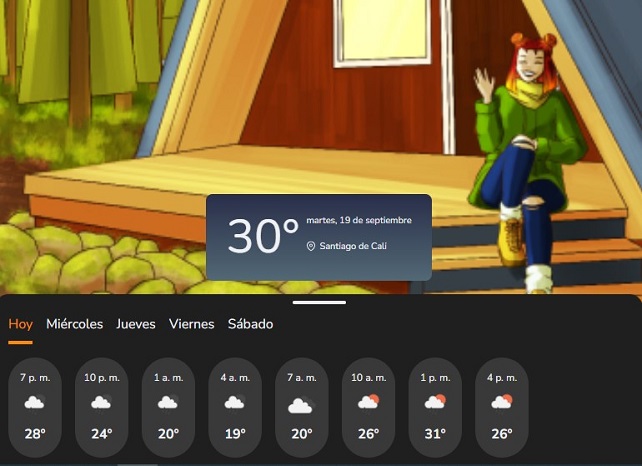 30°
martes, 19 de septiembre
Santiago de Cali
Hoy Miércoles Jueves Viernes Sábado
7 p. m. 10 p. m. 1 a. m. 4 a. m. 7 a. m. 10 a. m. 1 p. m. 4 p. m.
28° 24° 20° 19° 20° 26° 31° 26°